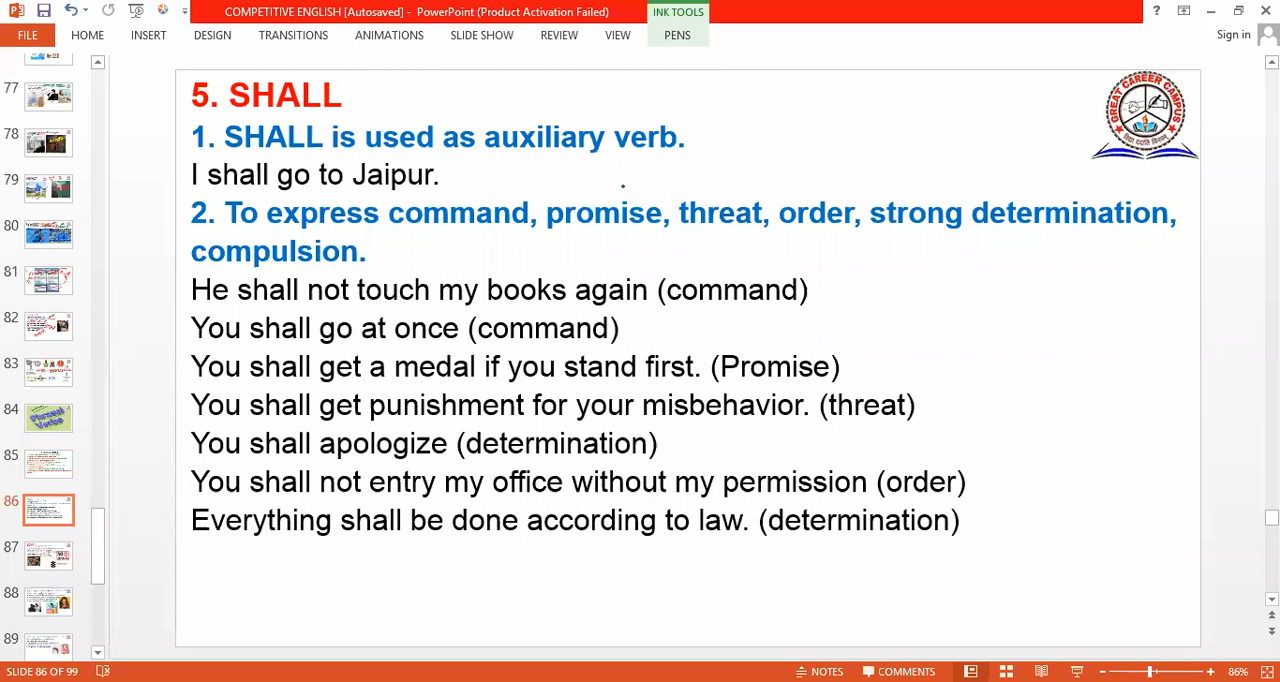 COMPETITIVE ENGLISH [Autosaved] - PowerPoint (Product Activation Failed)
INK TOOLS
FILE HOME INSERT DESIGN TRANSITIONS ANIMATIONS SLIDE SHOW REVIEW VIEW PENS Sign in
77
78
79
80
81
82
83
84
85
86
87
88
89
5. SHALL
GREAT CAREER CAMPUS
1. SHALL is used as auxiliary verb.
I shall go to Jaipur.
2. To express command, promise, threat, order, strong determination,
compulsion.
He shall not touch my books again (command)
You shall go at once (command)
You shall get a medal if you stand first. (Promise)
You shall get punishment for your misbehavior. (threat)
You shall apologize (determination)
You shall not entry my office without my permission (order)
Everything shall be done according to law. (determination)
SLIDE 86 OF 99 NOTES COMMENTS 86%